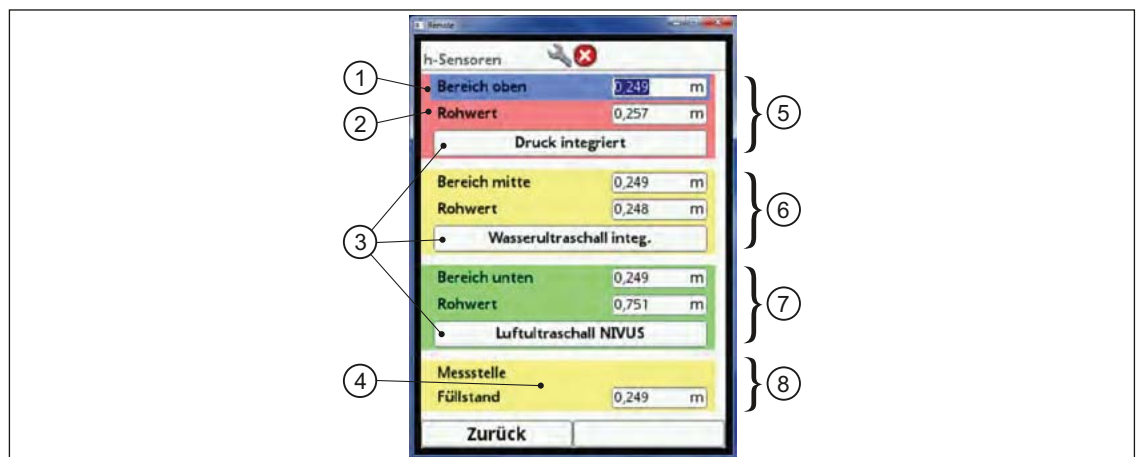 Remote
h-Sensoren
1 Bereich oben 0,249 m
5
2 Rohwert 0,257 m
Druck integriert
Bereich mitte 0,249 m
6
Rohwert 0,248 m
3 Wasserultraschall integ.
Bereich unten 0,249 m
7
Rohwert 0,751 m
Luftultraschall NIVUS
Messstelle
4 8
Füllstand 0,249 m
Zurück